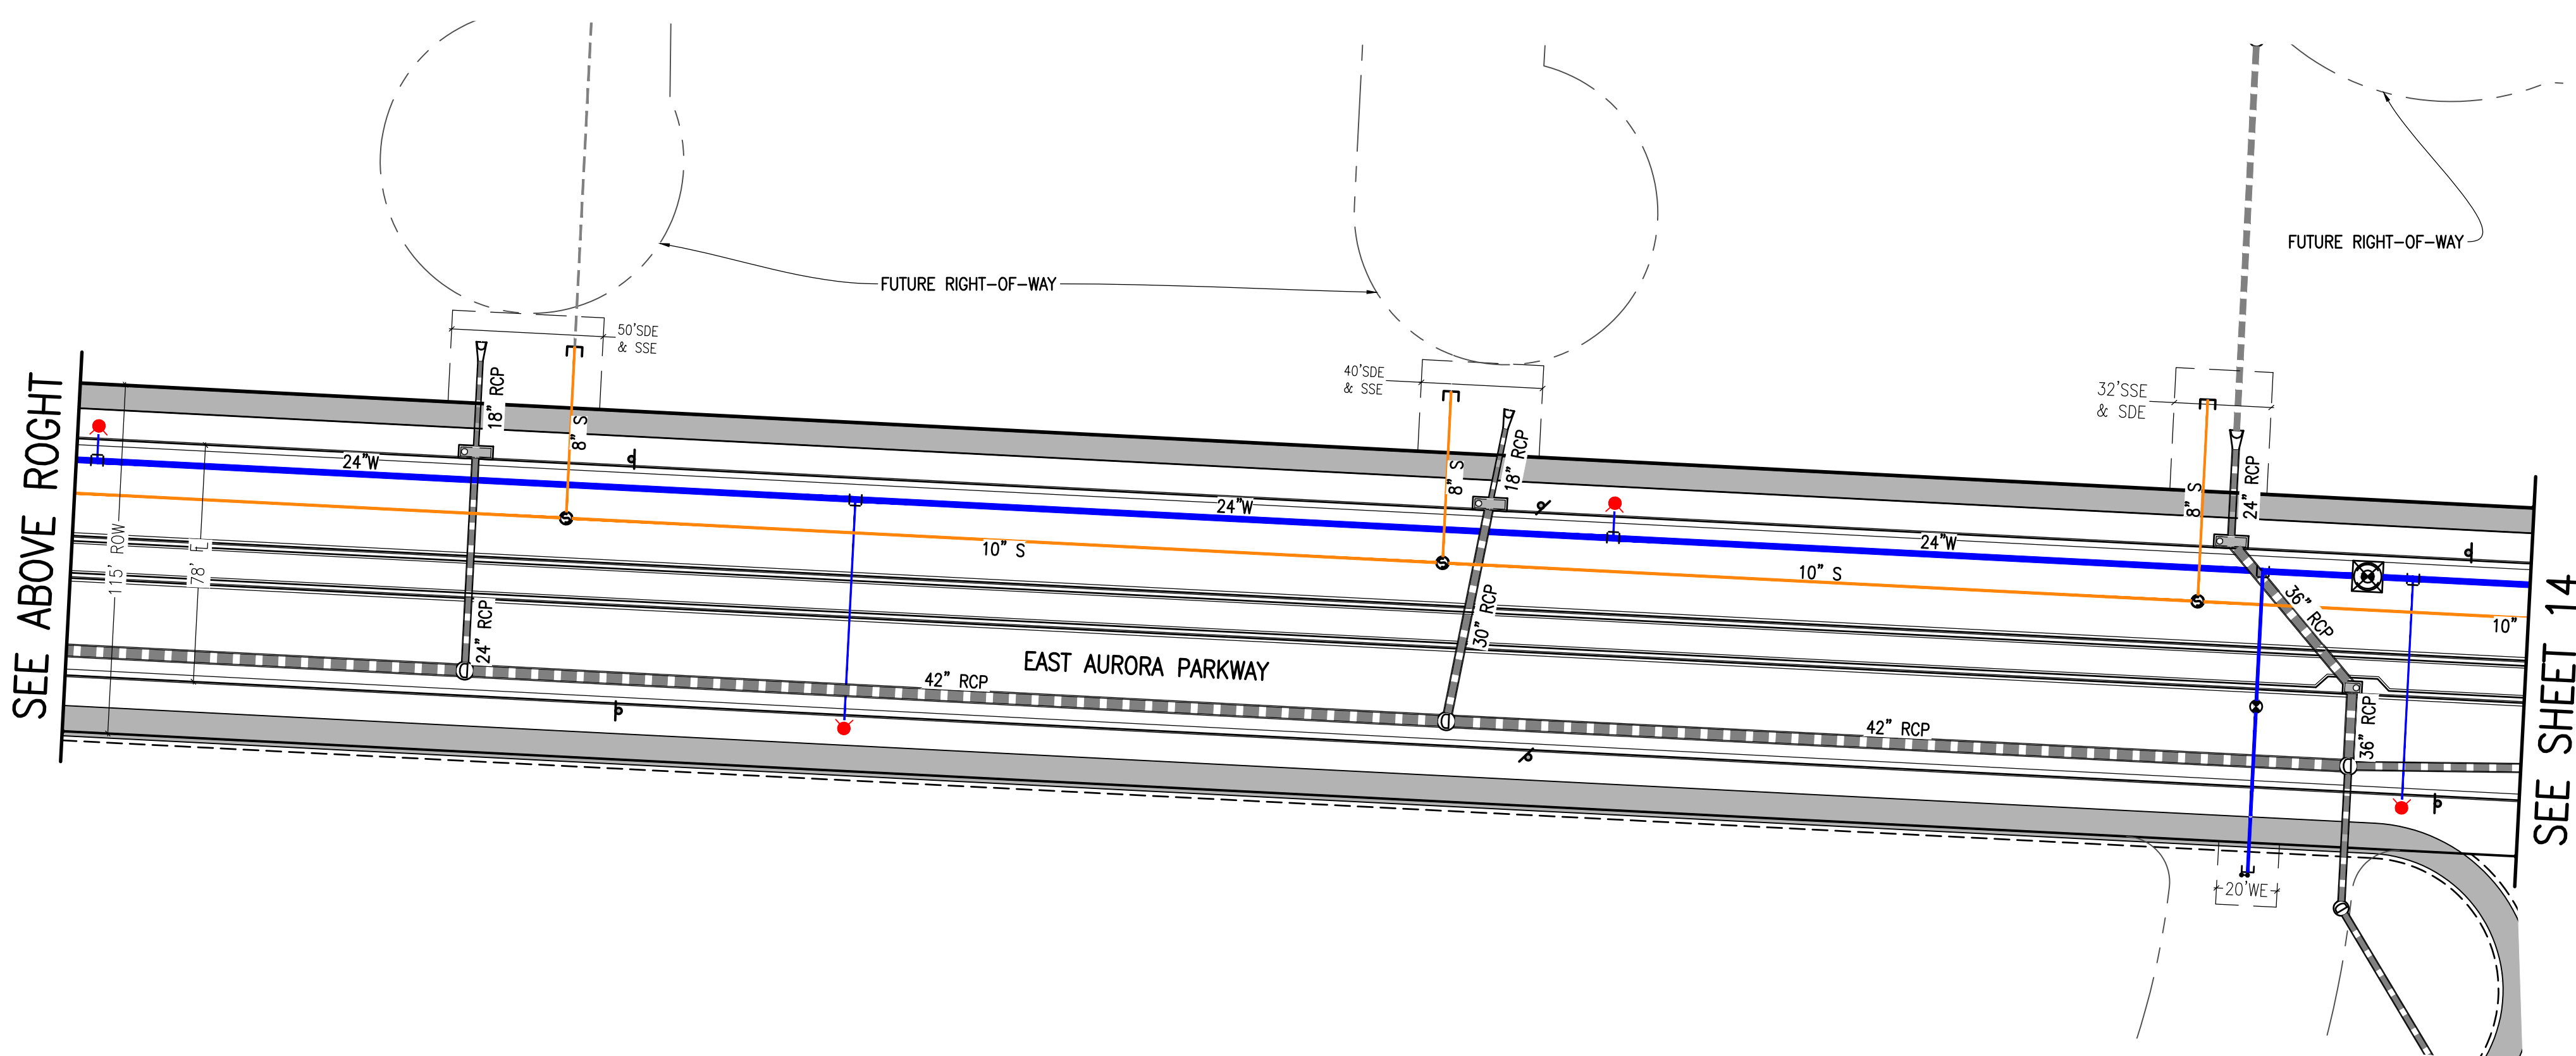 FUTURE RIGHT-OF-WAY
FUTURE RIGHT-OF-WAY
50'SDE
& SSE
40'SDE
& SSE
32'SSE
& SDE
SEE ABOVE ROGHT
115' ROW
78' FL
24"W
18" RCP
8" S
24" RCP
10" S
24"W
42" RCP
EAST AURORA PARKWAY
8" S
18" RCP
30" RCP
24"W
10" S
42" RCP
8" S
24" RCP
36" RCP
36" RCP
10"
20'WE
SEE SHEET 14